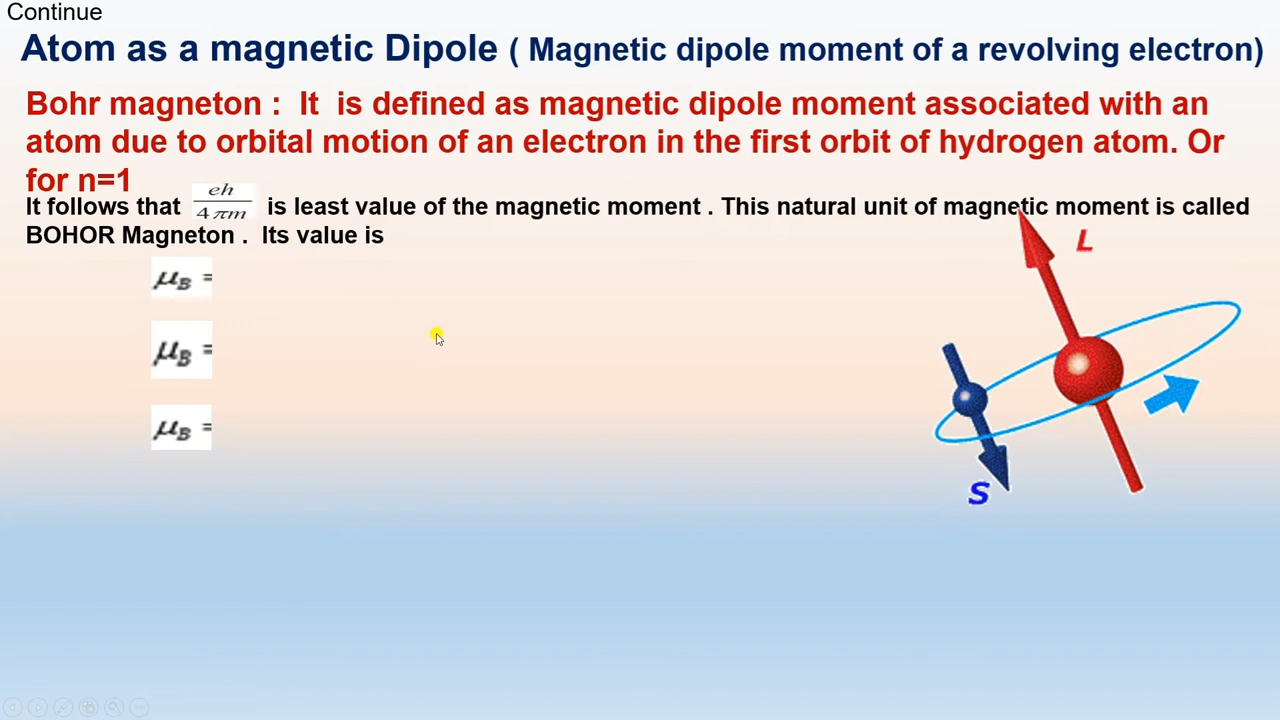 Continue
Atom as a magnetic Dipole ( Magnetic dipole moment of a revolving electron)
Bohr magneton : It is defined as magnetic dipole moment associated with an
atom due to orbital motion of an electron in the first orbit of hydrogen atom. Or
for n=1
It follows that eh/4πm is least value of the magnetic moment . This natural unit of magnetic moment is called
BOHOR Magneton . Its value is
μB =
μB =
μB =
L
S